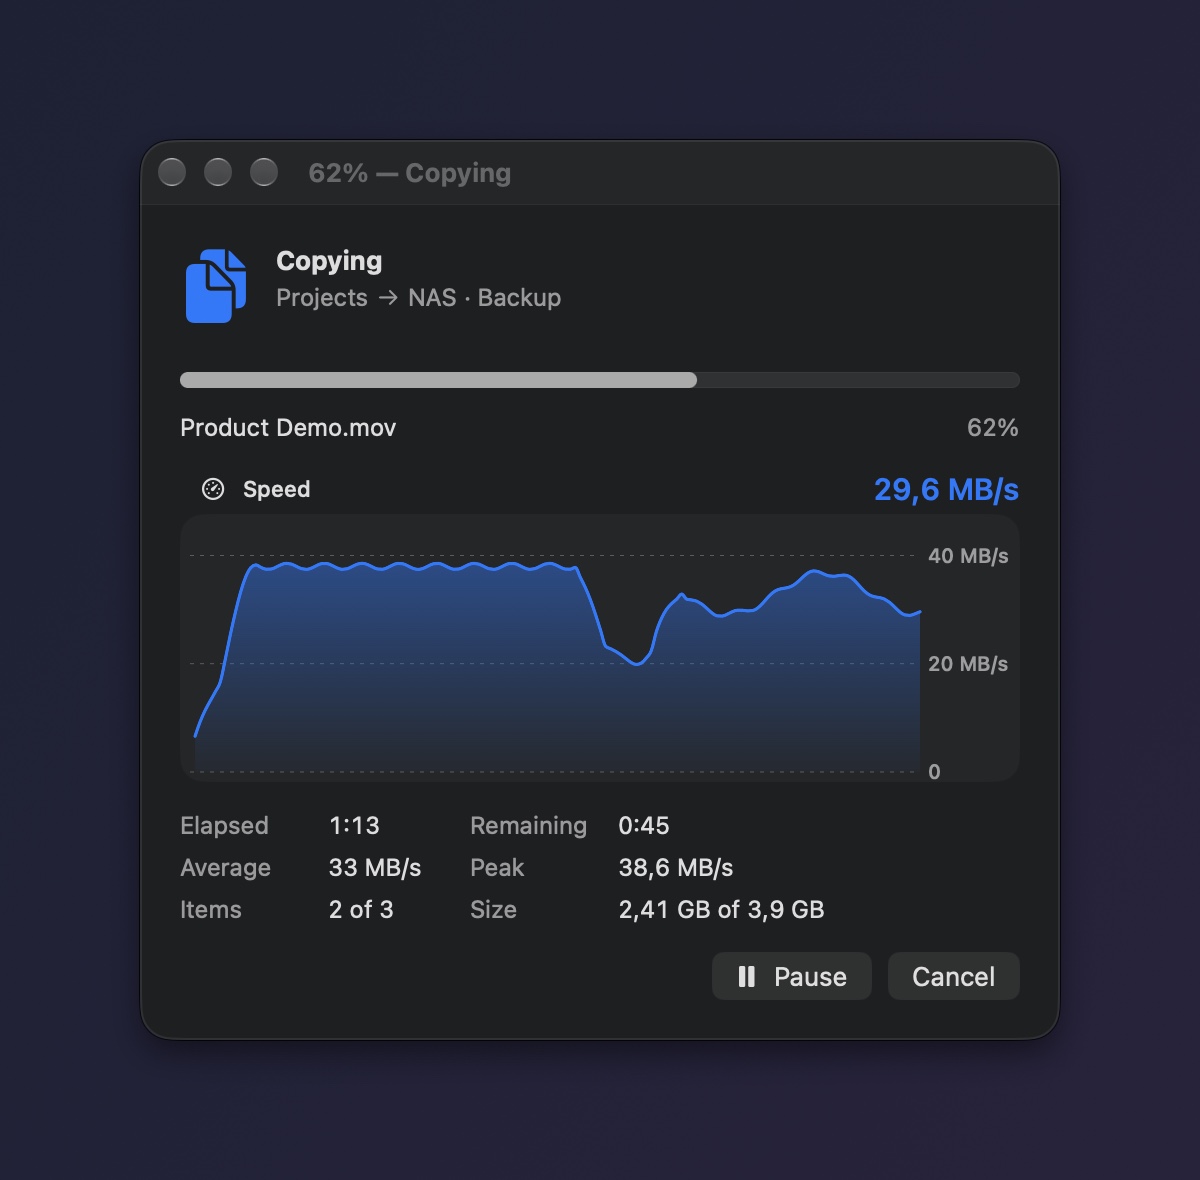 62% — Copying
Copying
Projects → NAS · Backup
Product Demo.mov 62%
Speed 29,6 MB/s
40 MB/s
20 MB/s
0
Elapsed 1:13 Remaining 0:45
Average 33 MB/s Peak 38,6 MB/s
Items 2 of 3 Size 2,41 GB of 3,9 GB
Pause Cancel